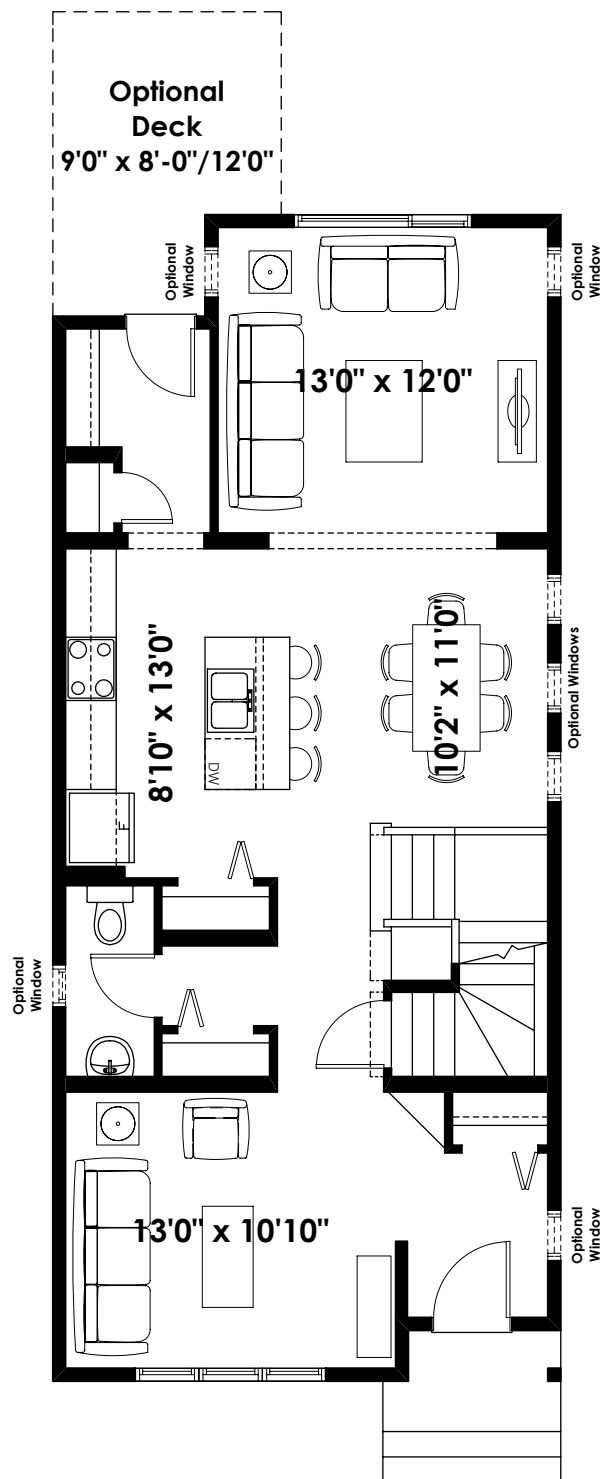 Optional
Deck
9'0" x 8'-0"/12'0"
Optional
Window
Optional
Window
13'0" x 12'0"
8'10" x 13'0"
10'2" x 11'0"
Optional Windows
DW
F
Optional
Window
13'0" x 10'10"
Optional
Window